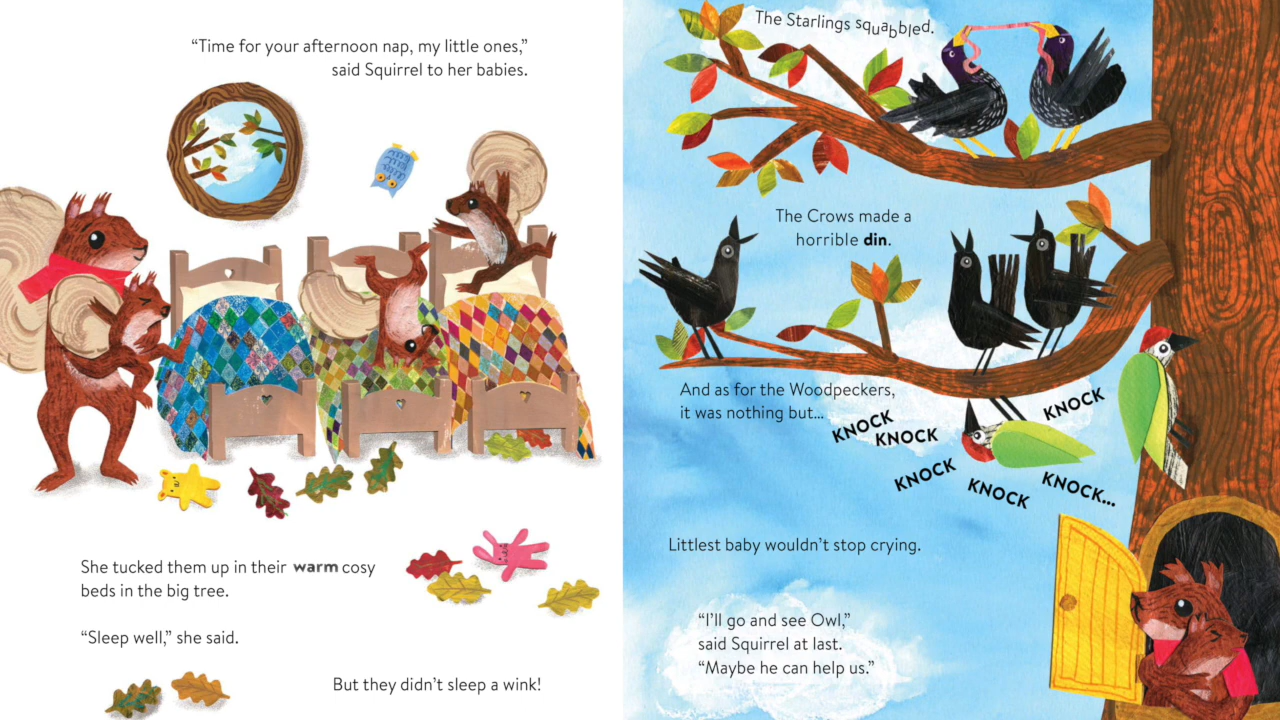 “Time for your afternoon nap, my little ones,”
said Squirrel to her babies.
She tucked them up in their warm cosy
beds in the big tree.
“Sleep well,” she said.
But they didn’t sleep a wink!
The Starlings squabbled.
The Crows made a
horrible din.
And as for the Woodpeckers,
it was nothing but...
KNOCK
KNOCK
KNOCK
KNOCK
KNOCK
KNOCK...
Littlest baby wouldn’t stop crying.
“I’ll go and see Owl,”
said Squirrel at last.
“Maybe he can help us.”